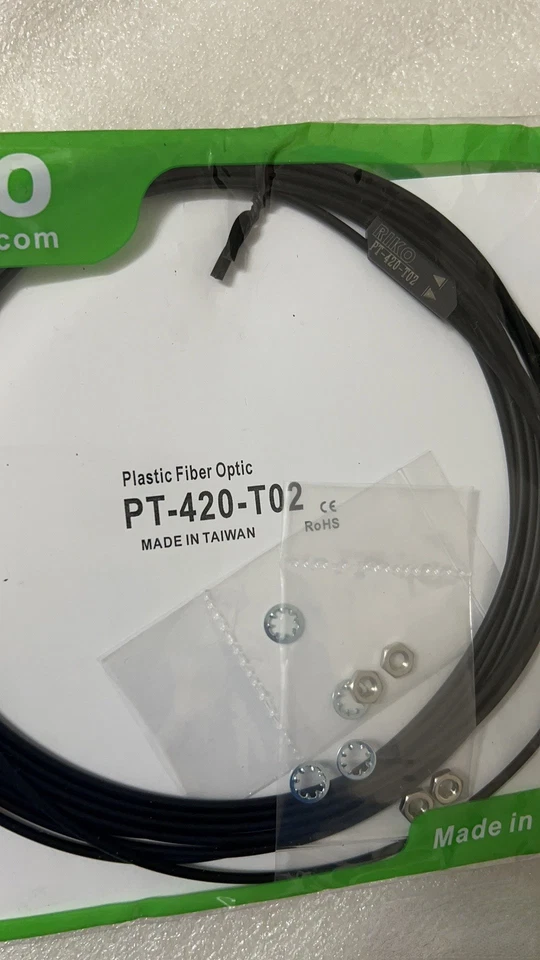 o
.com
RIKO
PT-420-T02
Plastic Fiber Optic
PT-420-T02
CE
RoHS
MADE IN TAIWAN
Made in